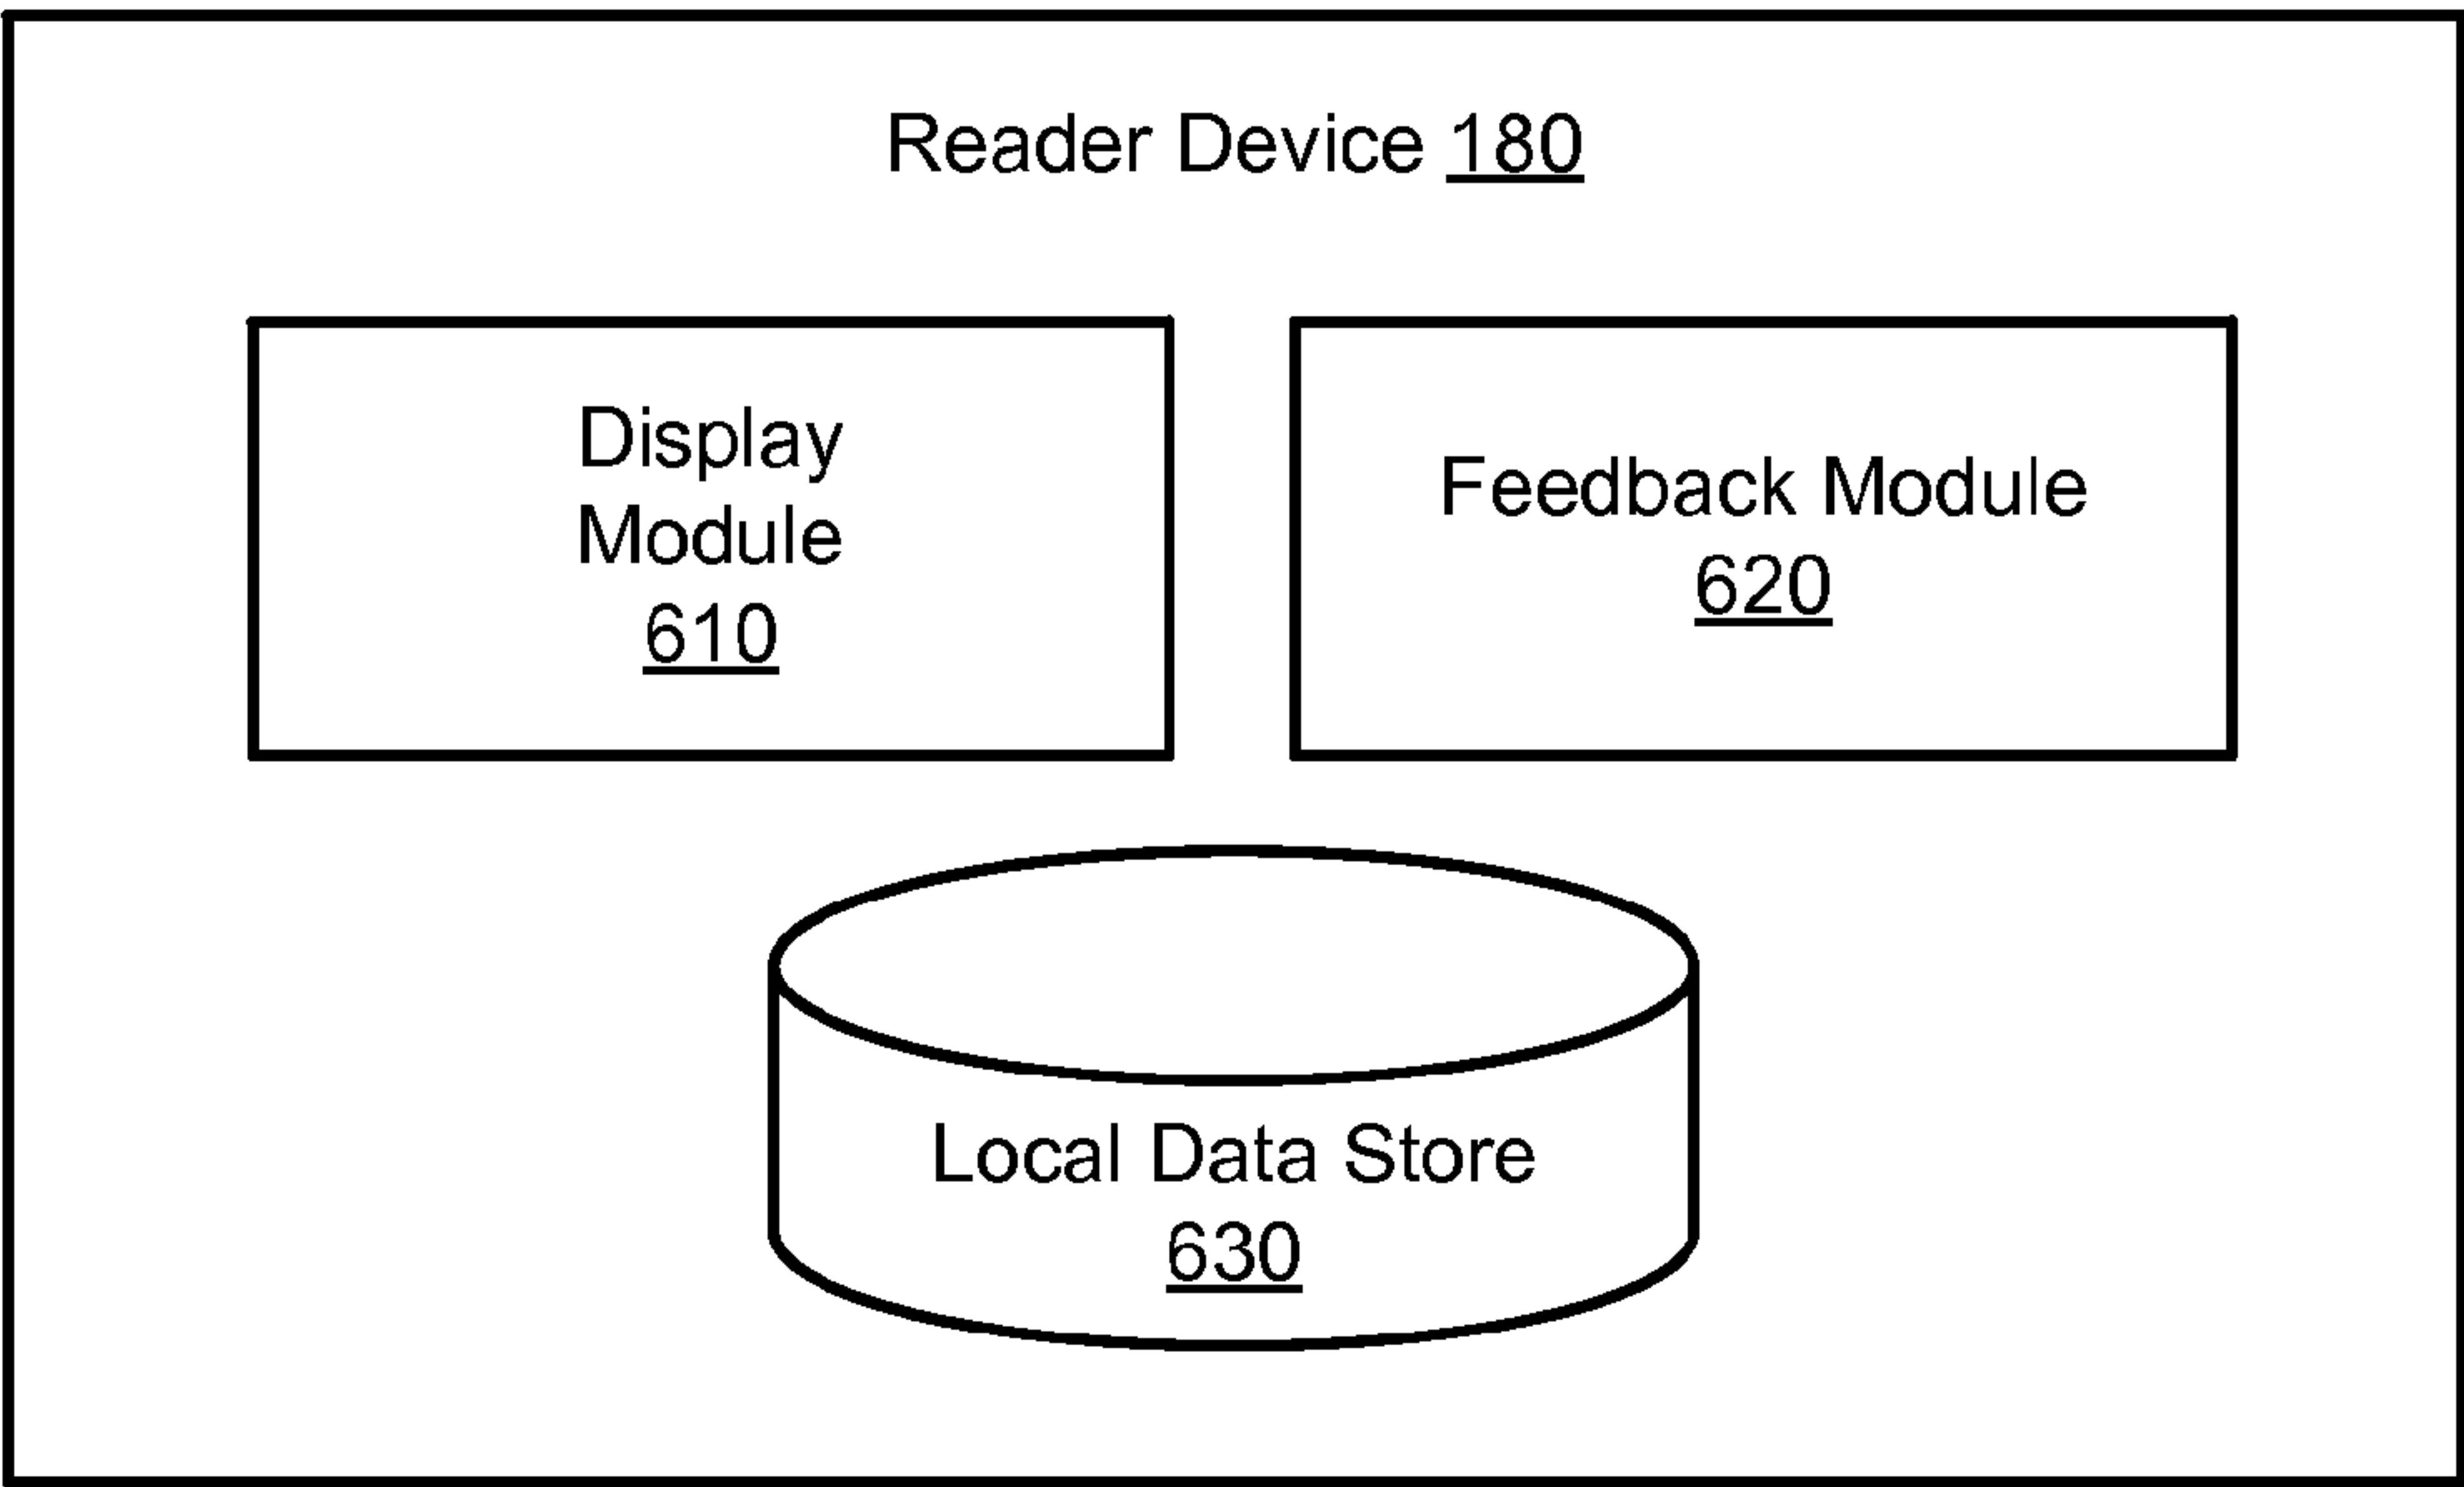 Reader Device 180
Display
Module
610
Feedback Module
620
Local Data Store
630